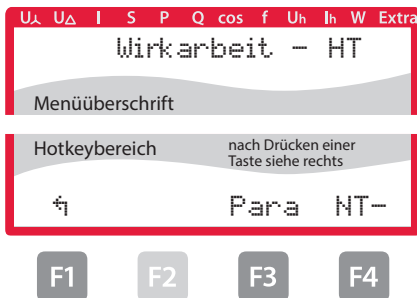 U⅄ U△ I S P Q cos f Uh Ih W Extra
Wirkarbeit - HT
Menüüberschrift
Hotkeybereich
nach Drücken einer
Taste siehe rechts
↰ Para NT-
F1 F2 F3 F4